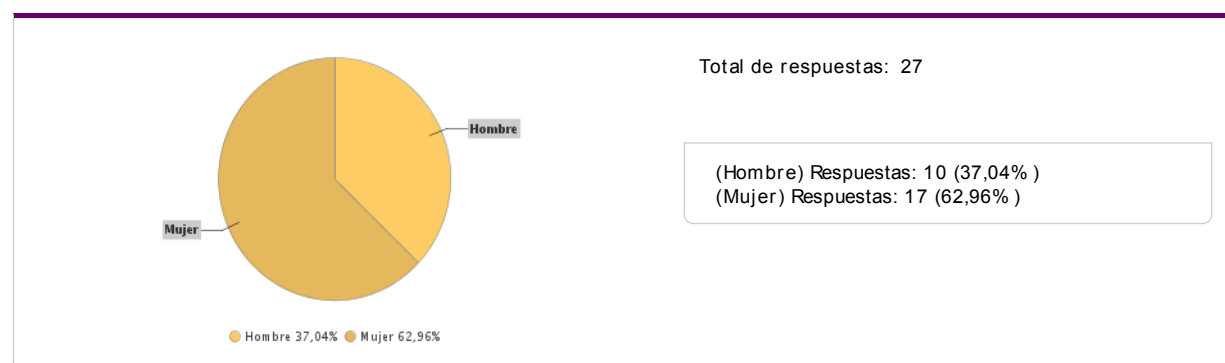 Hombre
Mujer
Hombre 37,04% Mujer 62,96%
Total de respuestas: 27
(Hombre) Respuestas: 10 (37,04% )
(Mujer) Respuestas: 17 (62,96% )